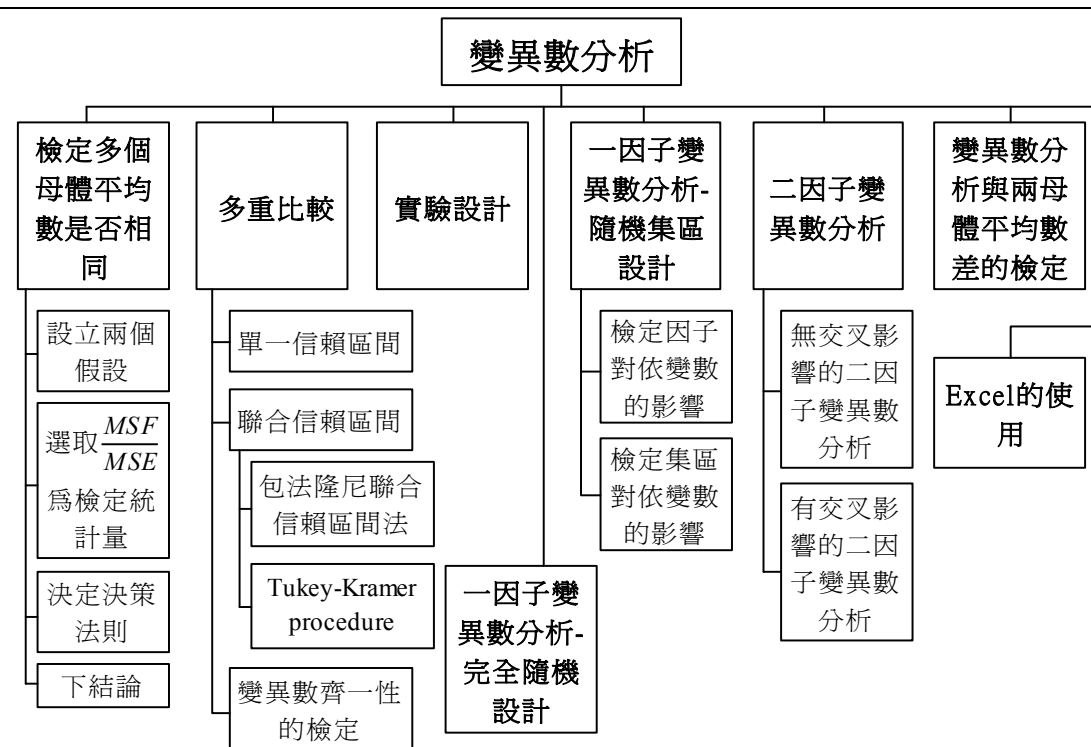 變異數分析
檢定多個
母體平均
數是否相
同
設立兩個
假設
選取MSF/MSE
為檢定統
計量
決定決策
法則
下結論
多重比較
單一信賴區間
聯合信賴區間
包法隆尼聯合
信賴區間法
Tukey-Kramer
procedure
變異數齊一性
的檢定
實驗設計
一因子變
異數分析-
完全隨機
設計
一因子變
異數分析-
隨機集區
設計
檢定因子
對依變數
的影響
檢定集區
對依變數
的影響
二因子變
異數分析
無交叉影
響的二因
子變異數
分析
有交叉影
響的二因
子變異數
分析
變異數分
析與兩母
體平均數
差的檢定
Excel的使
用